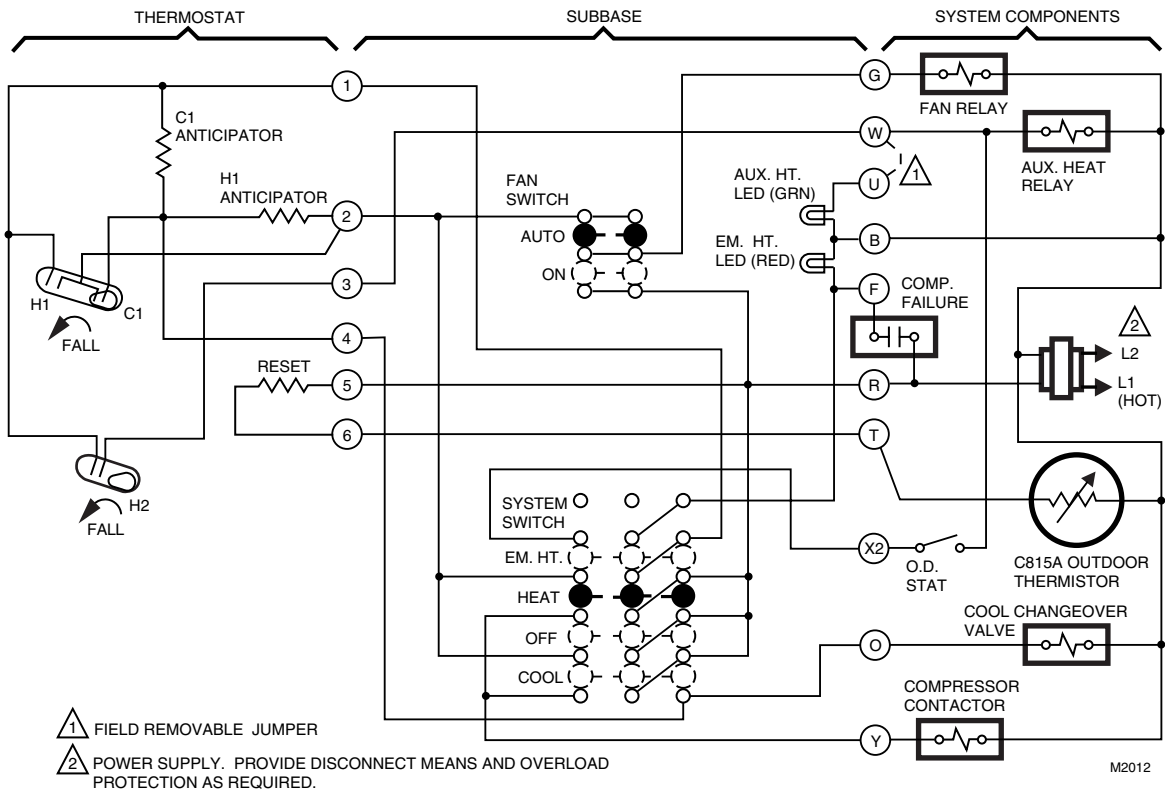 THERMOSTAT
SUBBASE
SYSTEM COMPONENTS
1
G
FAN RELAY
C1
ANTICIPATOR
3
W
AUX. HEAT
RELAY
1
AUX. HT.
LED (GRN)
U
H1
ANTICIPATOR
2
FAN
SWITCH
AUTO
ON
EM. HT.
LED (RED)
B
H1
C1
FALL
3
F
COMP.
FAILURE
4
2
L2
L1
(HOT)
RESET
5
R
6
T
H2
FALL
SYSTEM
SWITCH
EM. HT.
HEAT
OFF
COOL
X2
O.D.
STAT
C815A OUTDOOR
THERMISTOR
COOL CHANGEOVER
VALVE
O
COMPRESSOR
CONTACTOR
Y
1 FIELD REMOVABLE JUMPER
2 POWER SUPPLY. PROVIDE DISCONNECT MEANS AND OVERLOAD
PROTECTION AS REQUIRED.
M2012